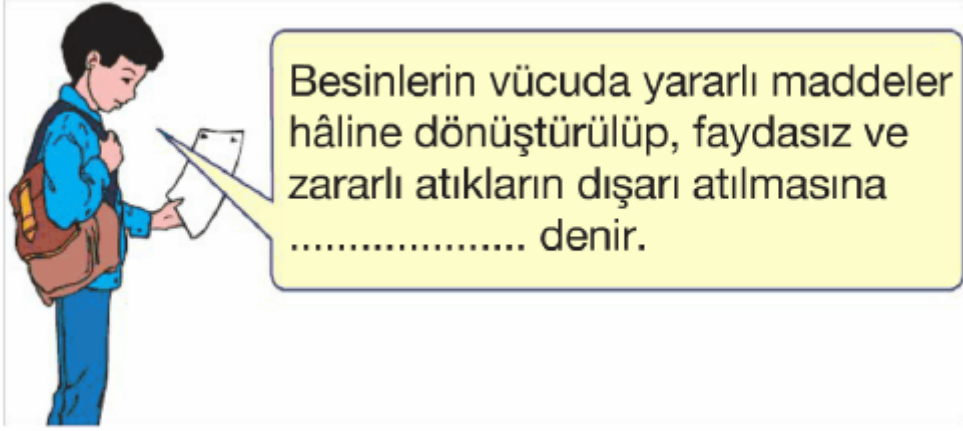 Besinlerin vücuda yararlı maddeler
hâline dönüştürülüp, faydasız ve
zararlı atıkların dışarı atılmasına
.................... denir.